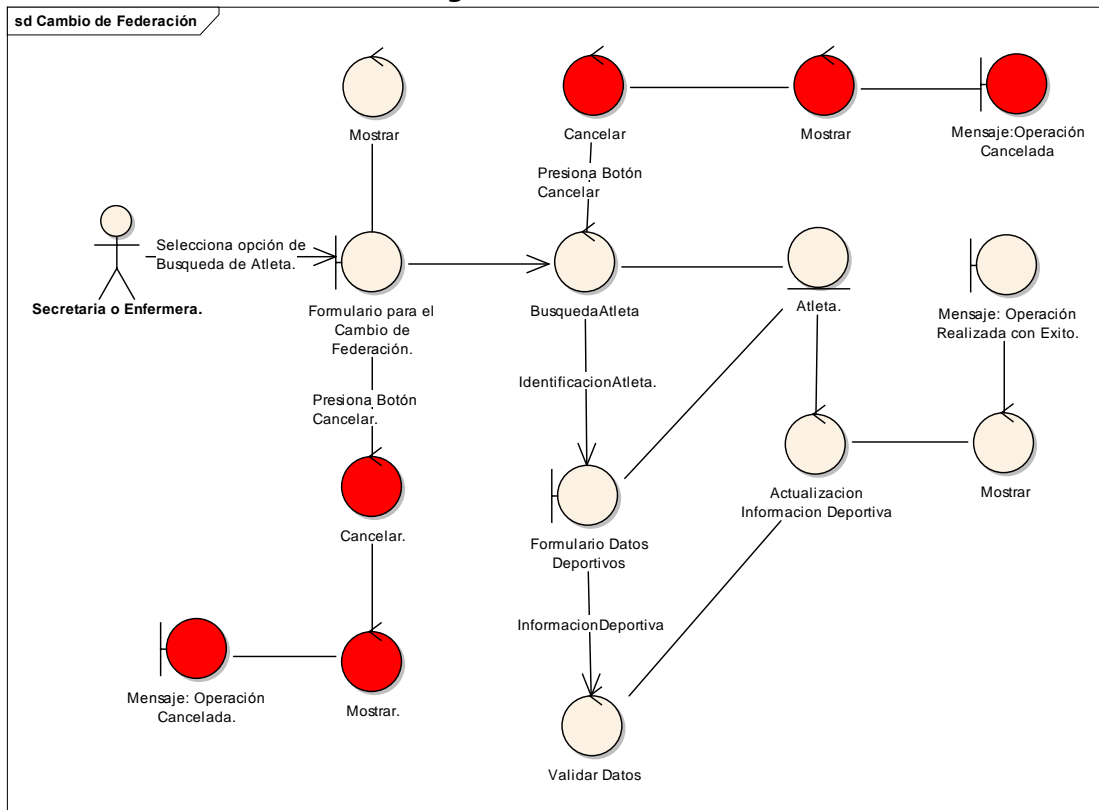 sd Cambio de Federación
Mostrar
Cancelar
Mostrar
Mensaje:Operación
Cancelada
Presiona Botón
Cancelar
Selecciona opción de
Busqueda de Atleta.
Secretaria o Enfermera.
Formulario para el
Cambio de
Federación.
BusquedaAtleta
Atleta.
Mensaje: Operación
Realizada con Exito.
IdentificacionAtleta.
Presiona Botón
Cancelar.
Cancelar.
Formulario Datos
Deportivos
Actualizacion
Informacion Deportiva
Mostrar
InformacionDeportiva
Mensaje: Operación
Cancelada.
Mostrar.
Validar Datos